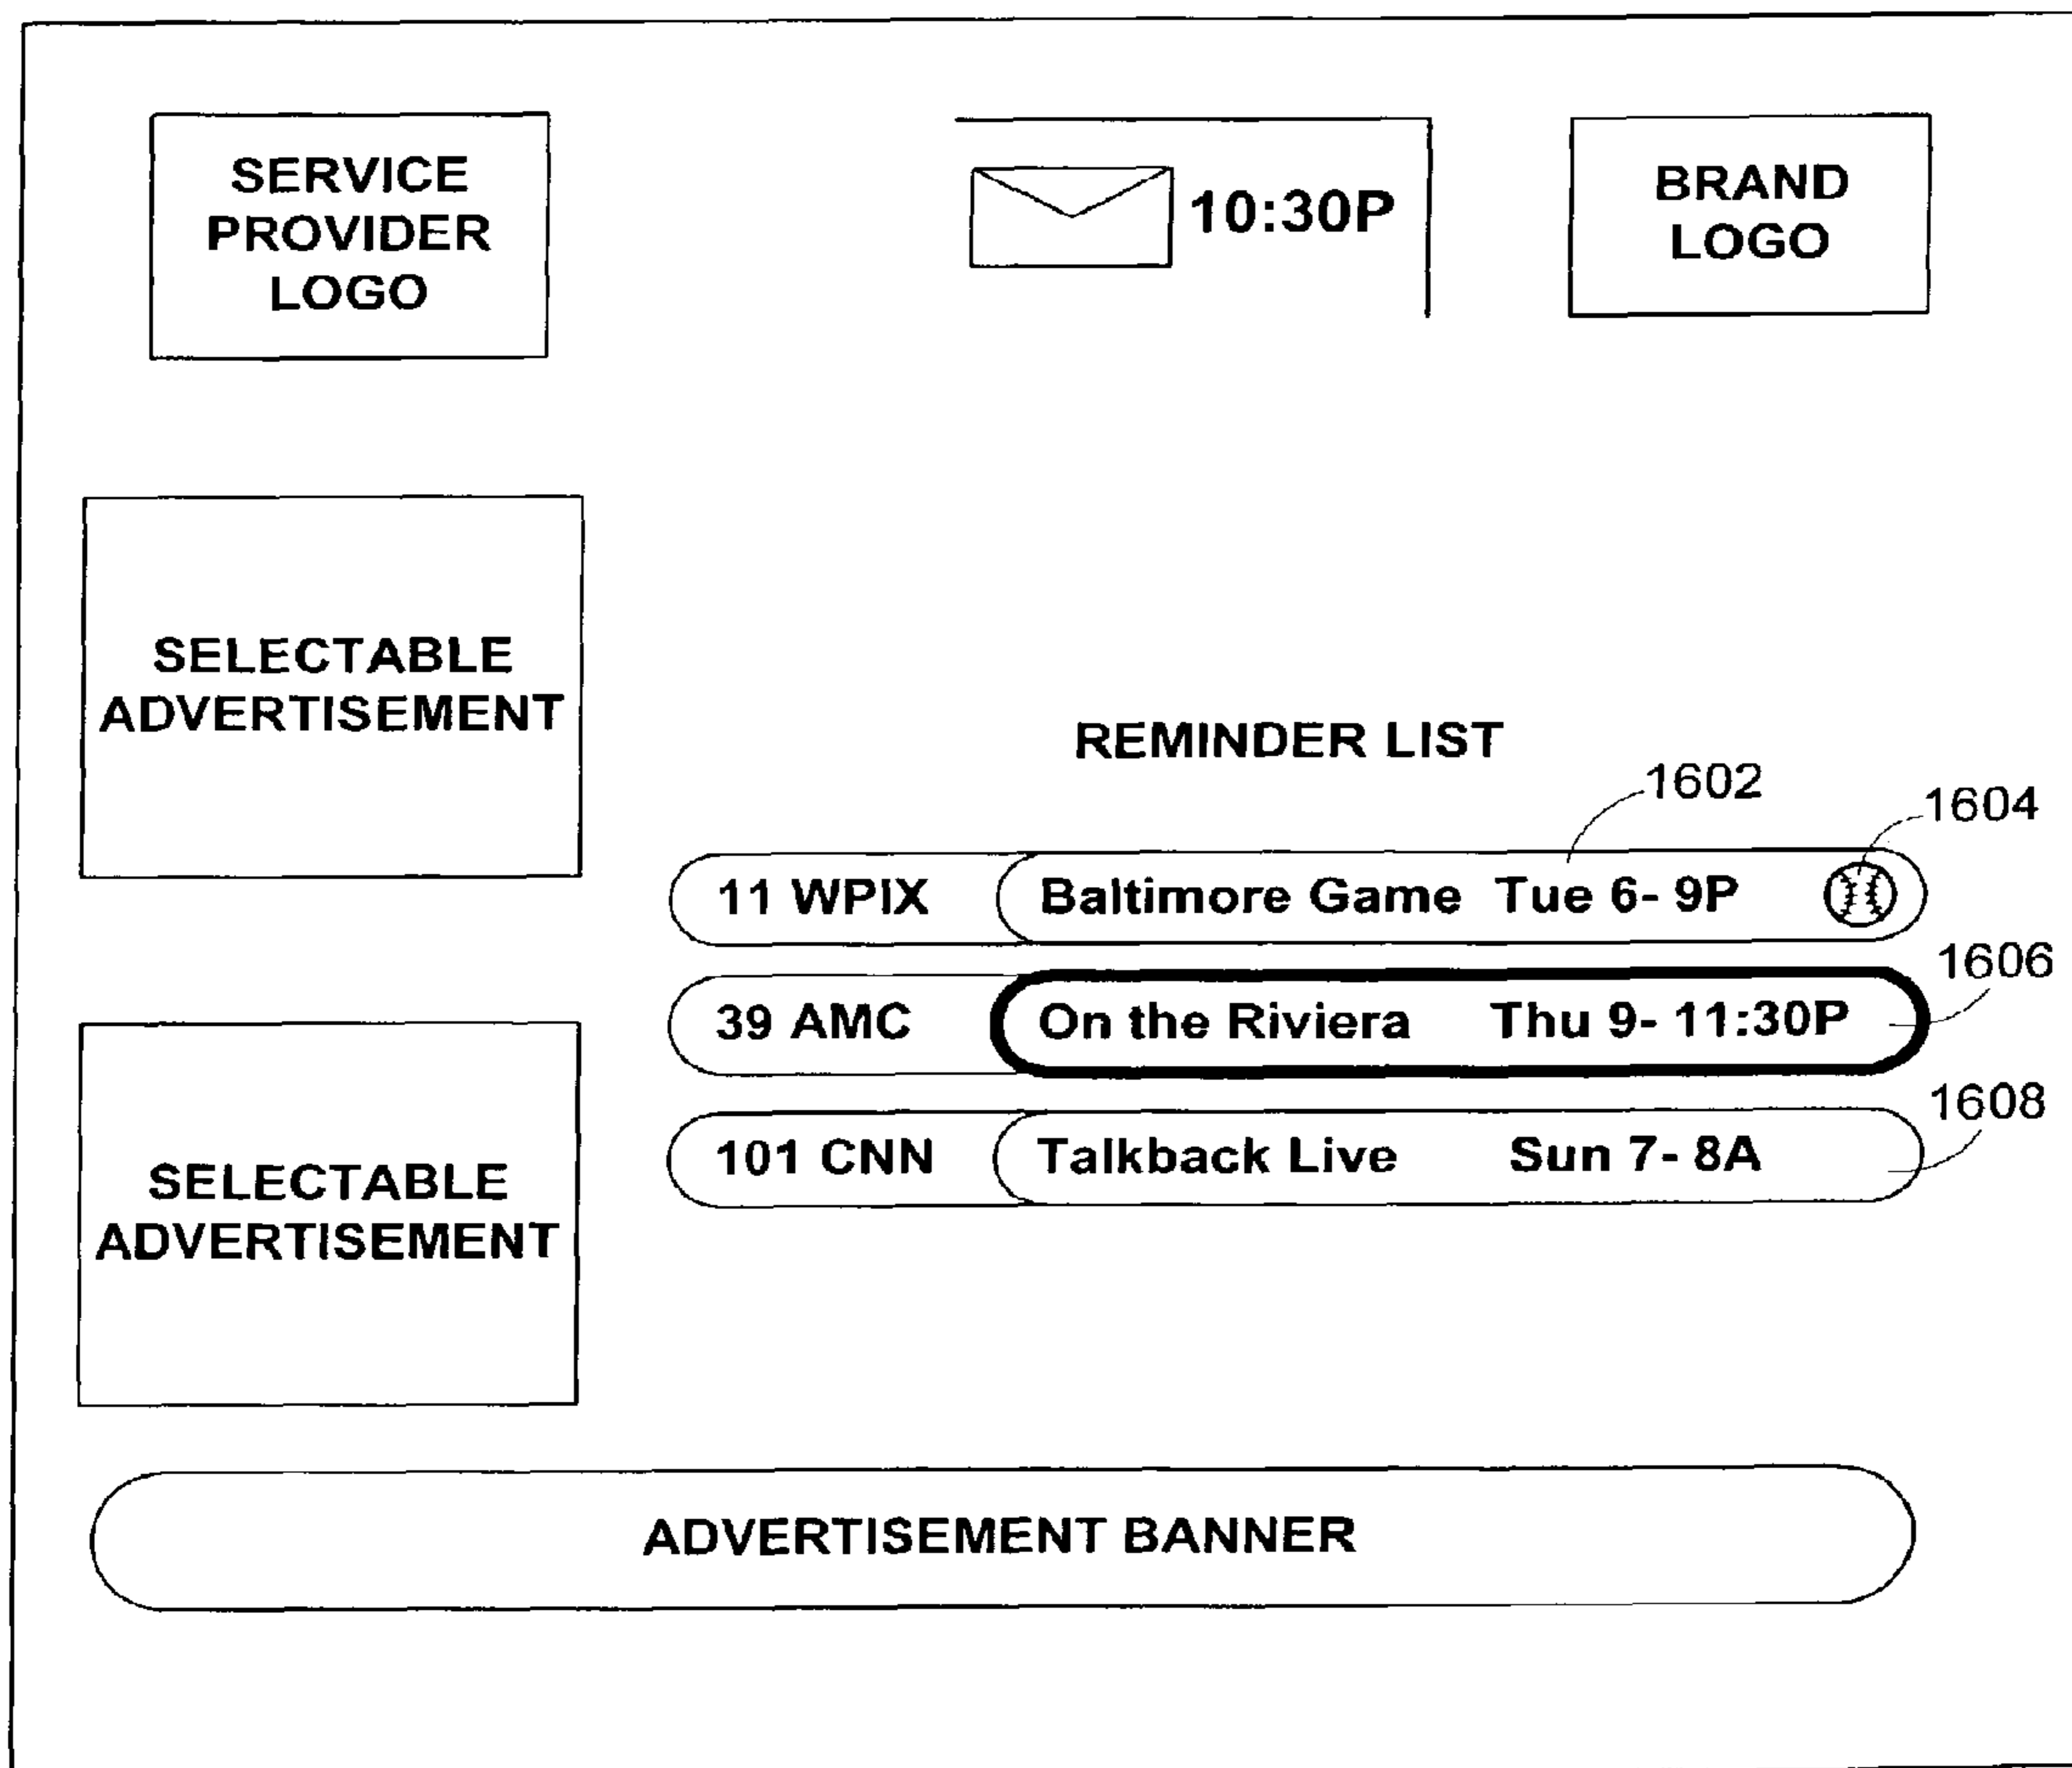 SERVICE
PROVIDER
LOGO
10:30P
BRAND
LOGO
SELECTABLE
ADVERTISEMENT
REMINDER LIST
1602
1604
11 WPIX Baltimore Game Tue 6- 9P
1606
39 AMC On the Riviera Thu 9- 11:30P
1608
101 CNN Talkback Live Sun 7- 8A
SELECTABLE
ADVERTISEMENT
ADVERTISEMENT BANNER